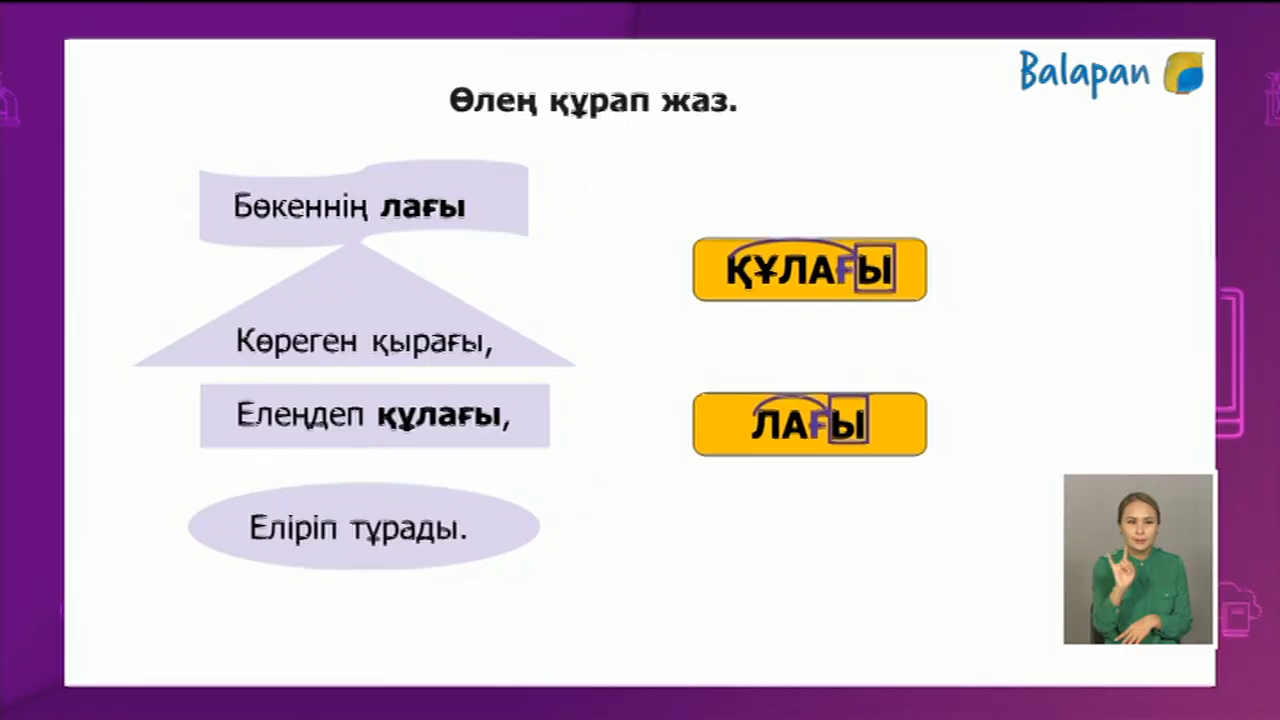 Balapan
Өлең құрап жаз.
Бөкеннің лағы
Көреген қырағы,
Елеңдеп құлағы,
Еліріп тұрады.
ҚҰЛАҒЫ
ЛАҒЫ